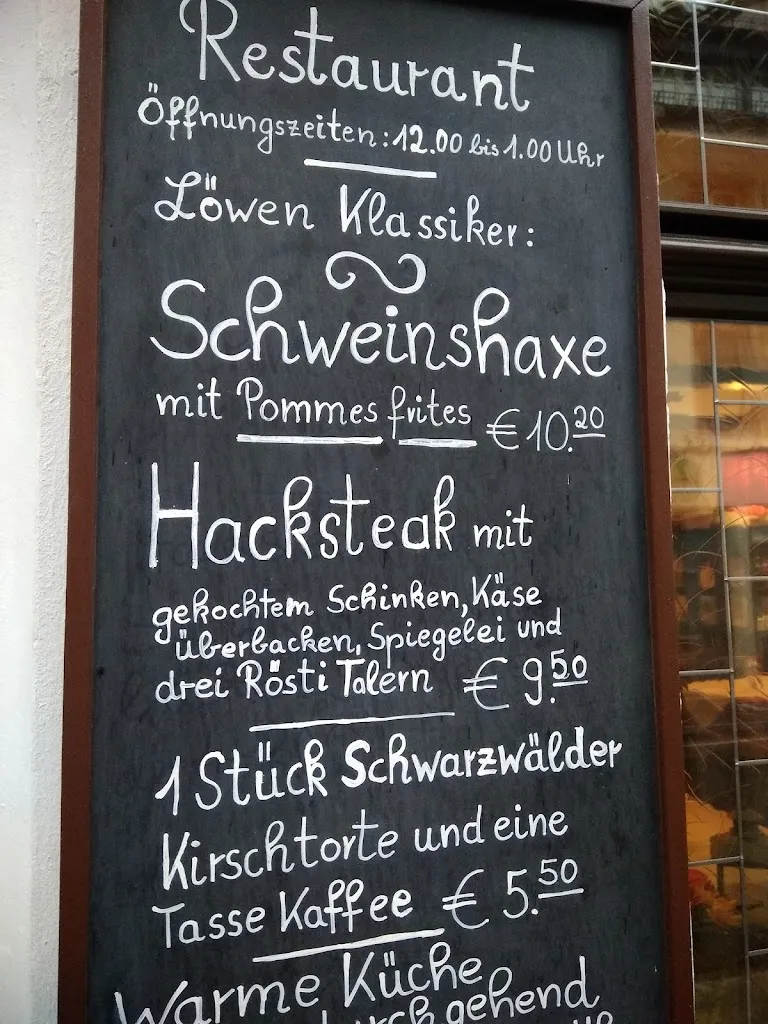 Restaurant
Öffnungszeiten: 12.00 bis 1.00 Uhr
Löwen Klassiker:
Schweinshaxe
mit Pommes frites € 10.20
Hacksteak mit
gekochtem Schinken, Käse
überbacken, Spiegelei und
drei Rösti Talern € 9.50
1 Stück Schwarzwälder
Kirschtorte und eine
Tasse Kaffee € 5.50
Warme Küche
durchgehend